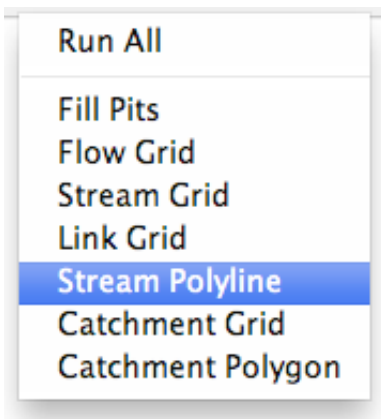 Run All
Fill Pits
Flow Grid
Stream Grid
Link Grid
Stream Polyline
Catchment Grid
Catchment Polygon